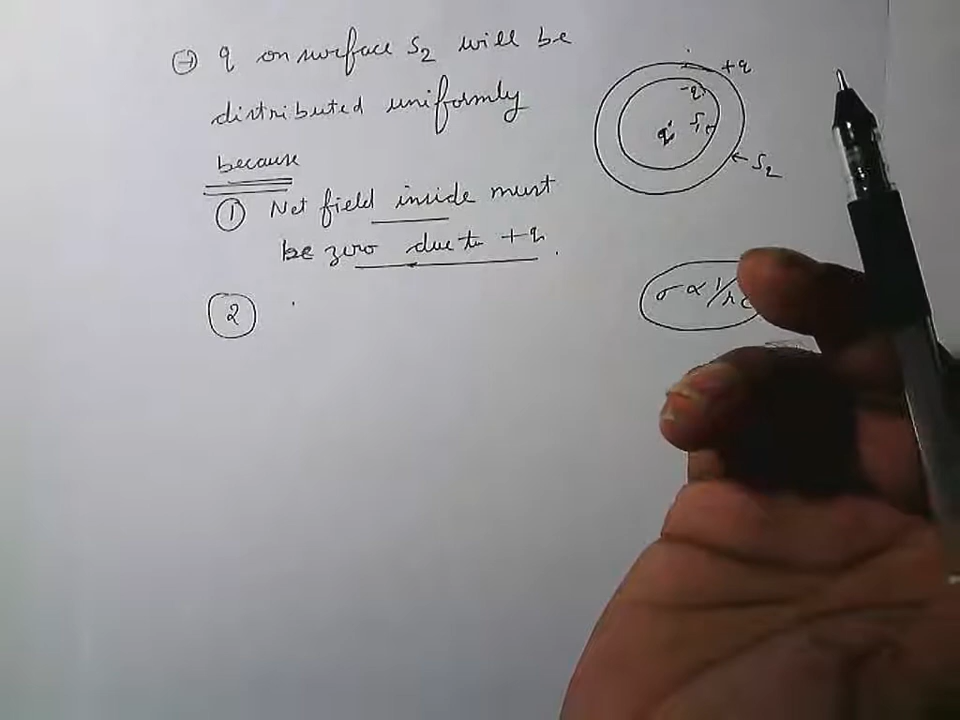 → q on surface S2 will be
distributed uniformly
because
① Net field inside must
be zero due to +q.
②
+q
-q
S1
q
S2
σ ∝ 1/r